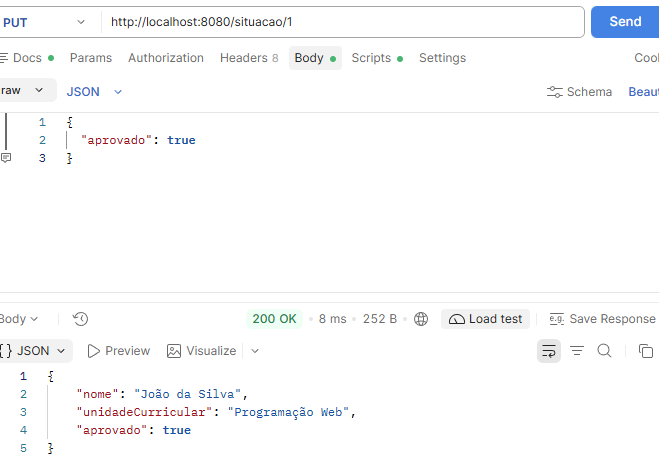 PUT http://localhost:8080/situacao/1 Send
Docs Params Authorization Headers 8 Body Scripts Settings
raw JSON Schema
1 {
2 "aprovado": true
3 }
200 OK 8 ms 252 B Load test e.g. Save Response
{} JSON Preview Visualize
1 {
2 "nome": "João da Silva",
3 "unidadeCurricular": "Programação Web",
4 "aprovado": true
5 }